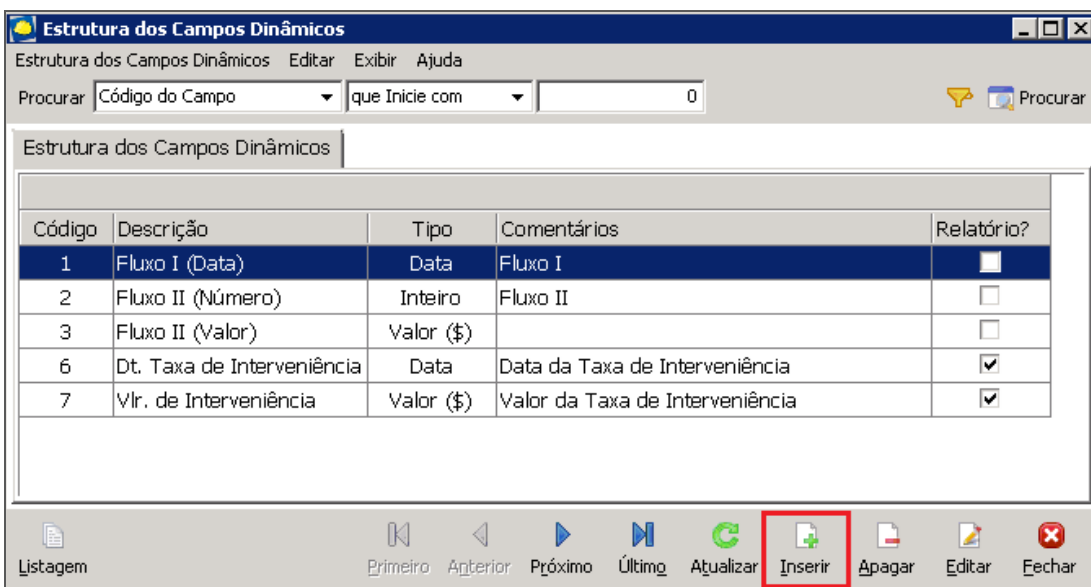 Estrutura dos Campos Dinâmicos
Estrutura dos Campos Dinâmicos Editar Exibir Ajuda
Procurar Código do Campo que Inicie com 0 Procurar
Estrutura dos Campos Dinâmicos
Código Descrição Tipo Comentários Relatório?
1 Fluxo I (Data) Data Fluxo I
2 Fluxo II (Número) Inteiro Fluxo II
3 Fluxo II (Valor) Valor ($)
6 Dt. Taxa de Interveniência Data Data da Taxa de Interveniência
7 Vlr. de Interveniência Valor ($) Valor da Taxa de Interveniência
Listagem Primeiro Anterior Próximo Último Atualizar Inserir Apagar Editar Fechar